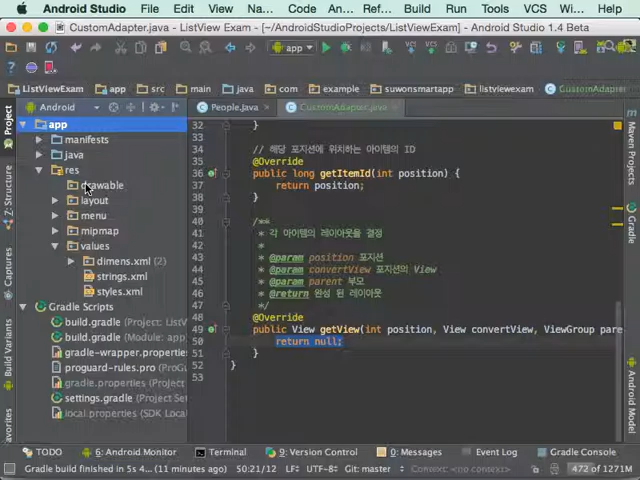 Android Studio File Edit View Na... An... Ref... Build Run Tools VCS Wi... Help
CustomAdapter.java - ListView Exam - [~/AndroidStudioProjects/ListViewExam] - Android Studio 1.4 Beta
app
ListViewExam app src main java com example suwonsmartapp listviewexam CustomAdapter
Android
People.java CustomAdapter.java
1: Project
7: Structure
Captures
Build Variants
app
manifests
java
res
drawable
layout
menu
mipmap
values
dimens.xml (2)
strings.xml
styles.xml
Gradle Scripts
build.gradle (Project: ListV
build.gradle (Module: app)
gradle-wrapper.properties
proguard-rules.pro
gradle.properties (Project
settings.gradle (Project Set
local.properties (SDK Locat
32 }
33
34 // 해당 포지션에 위치하는 아이템의 ID
35 @Override
36 public long getItemId(int position) {
37 return position;
38 }
39
40 /**
41 * 각 아이템의 레이아웃을 결정
42 *
43 * @param position 포지션
44 * @param convertView 포지션의 View
45 * @param parent 부모
46 * @return 완성 된 레이아웃
47 */
48 @Override
49 public View getView(int position, View convertView, ViewGroup pare
50 return null;
51 }
52 }
53
Maven Projects
Gradle
Android Model
TODO 6: Android Monitor Terminal 9: Version Control 0: Messages Event Log Gradle Console
Gradle build finished in 5s 4... (11 minutes ago) 50:21/12 LF÷ UTF-8÷ Git: master÷ Context: <no context> 472 of 1271M